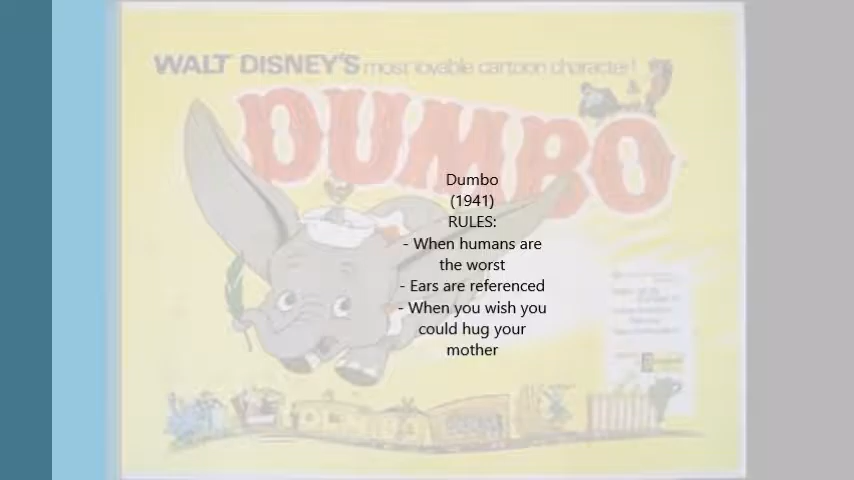 WALT DISNEY'S most lovable cartoon character!
DUMBO
Dumbo
(1941)
RULES:
- When humans are
the worst
- Ears are referenced
- When you wish you
could hug your
mother